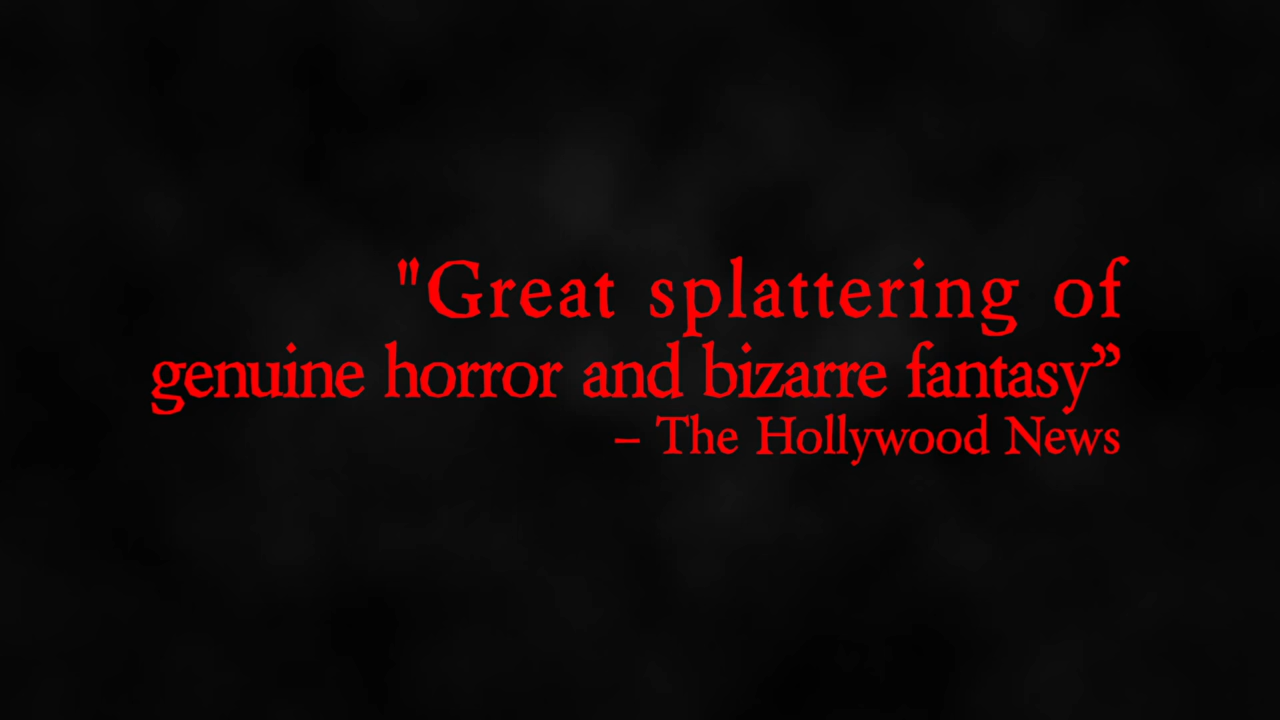 "Great splattering of
genuine horror and bizarre fantasy”
– The Hollywood News